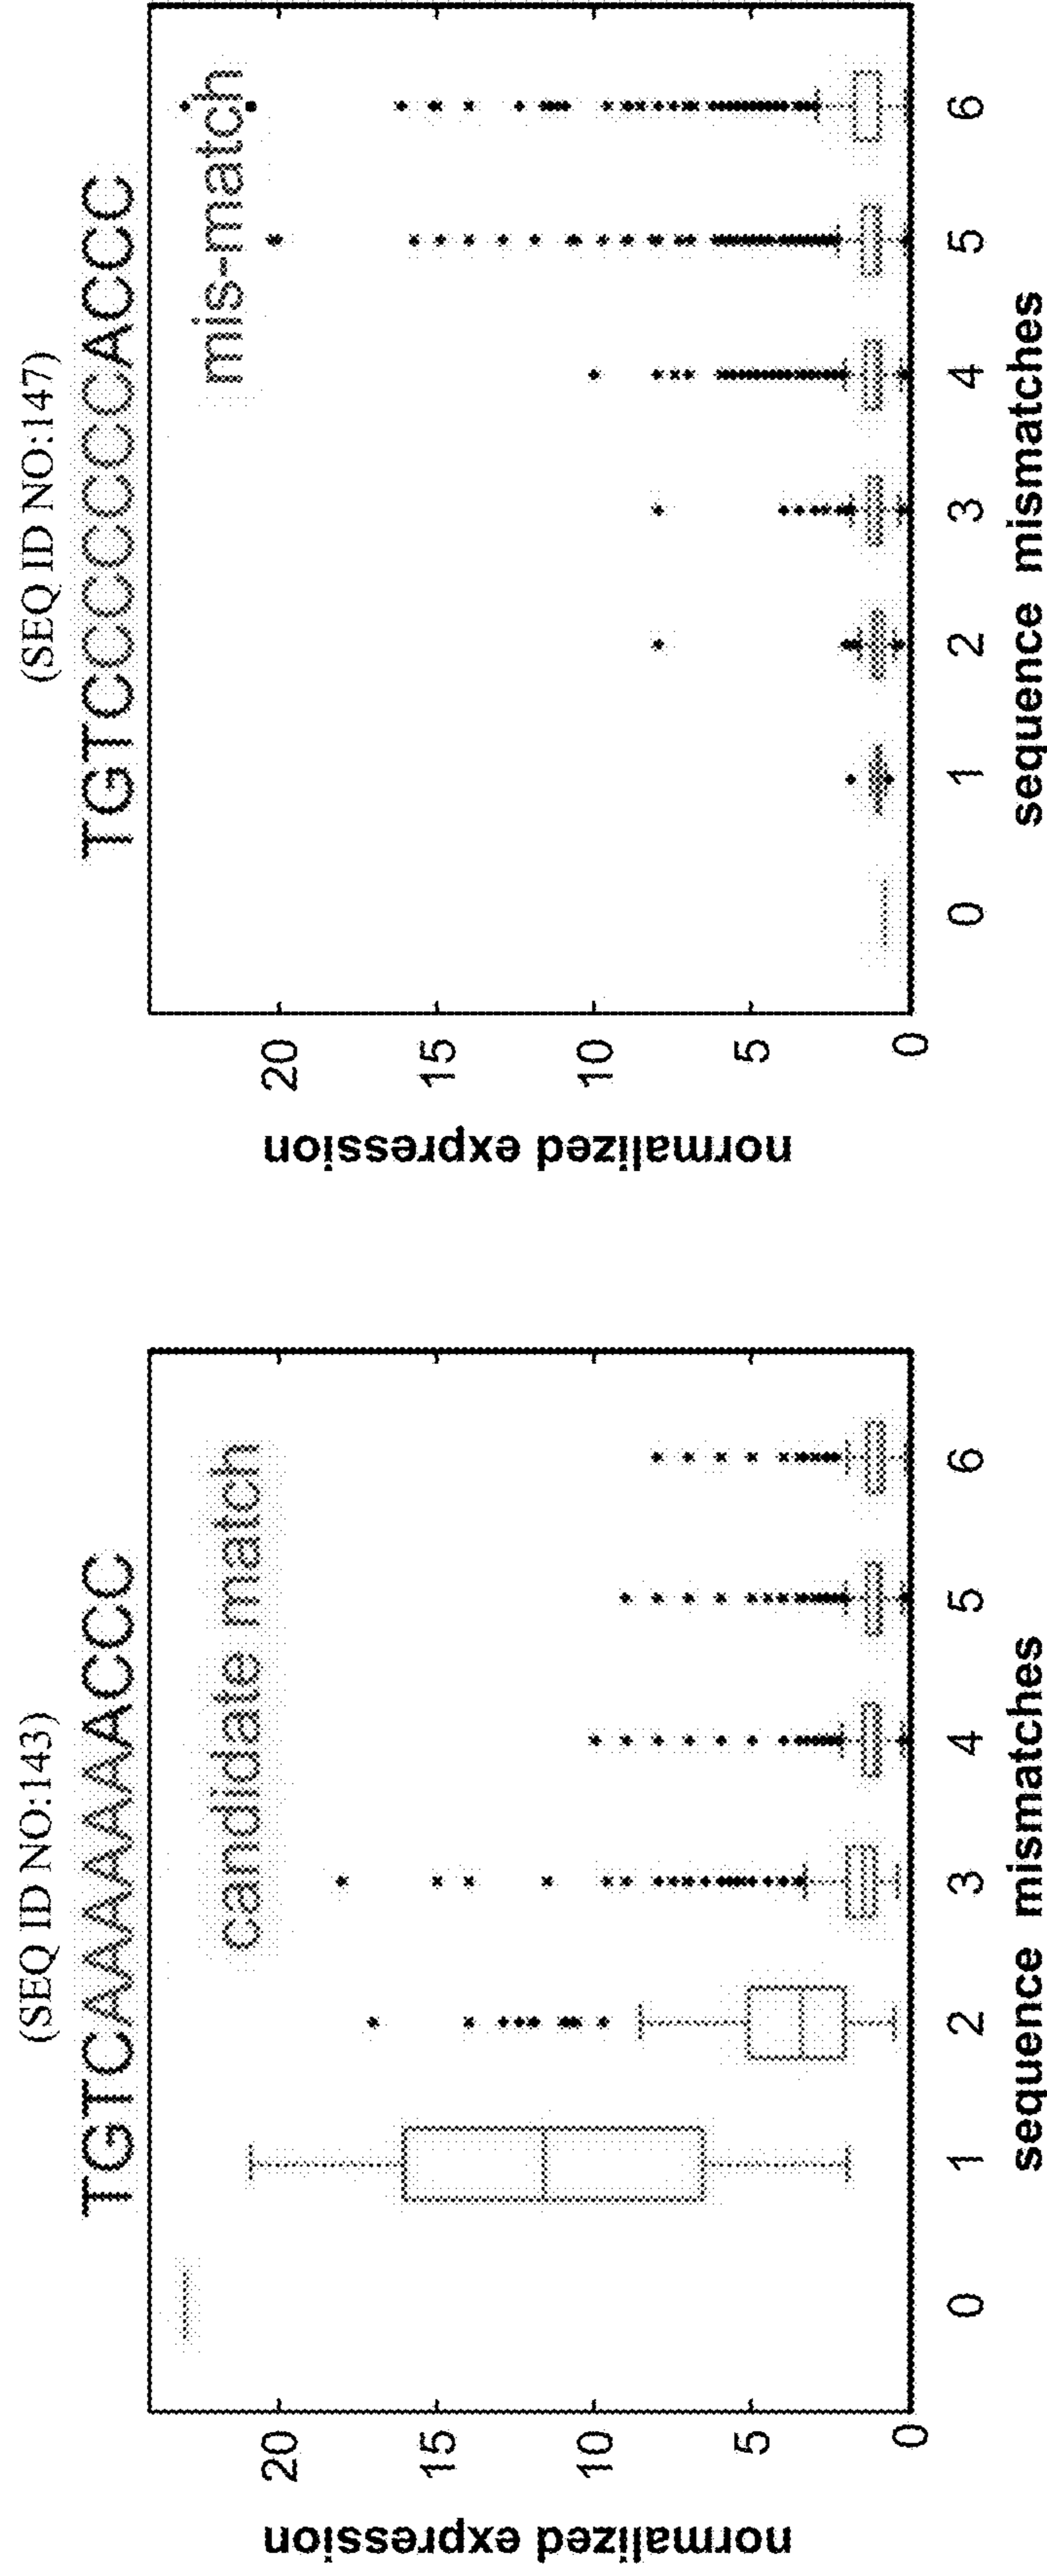 (SEQ ID NO:143)
TGTCAAAAAAACCC
candidate match
20
15
10
5
0
normalized expression
0 1 2 3 4 5 6
sequence mismatches
(SEQ ID NO:147)
TGTCCCCCCCACCC
mis-match
20
15
10
5
0
normalized expression
0 1 2 3 4 5 6
sequence mismatches